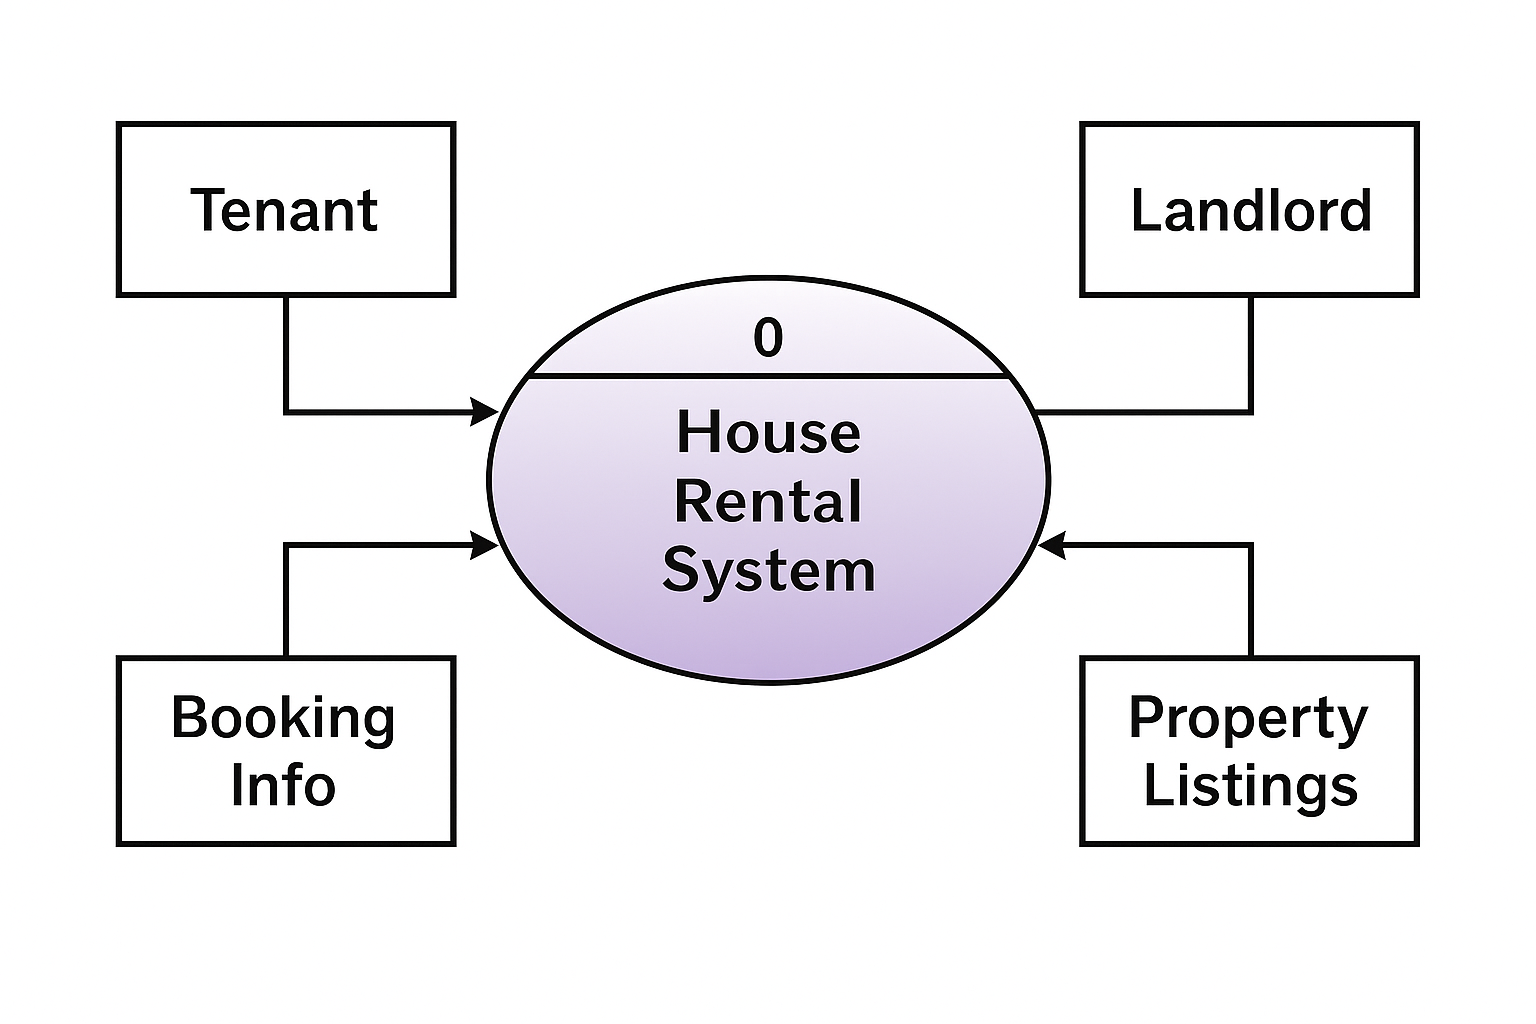 Tenant
Landlord
0
House
Rental
System
Booking
Info
Property
Listings